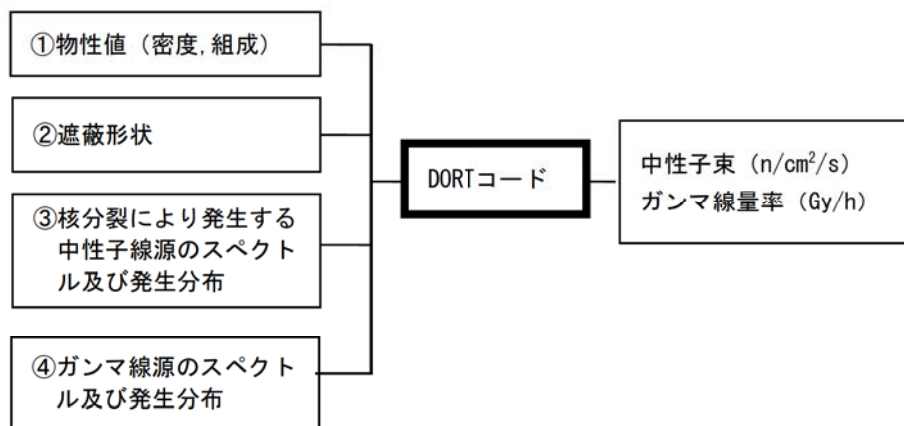 ①物性値（密度,組成）
②遮蔽形状
③核分裂により発生する
中性子線源のスペクト
ル及び発生分布
④ガンマ線源のスペクト
ル及び発生分布
DORTコード
中性子束（n/cm²/s）
ガンマ線量率（Gy/h）